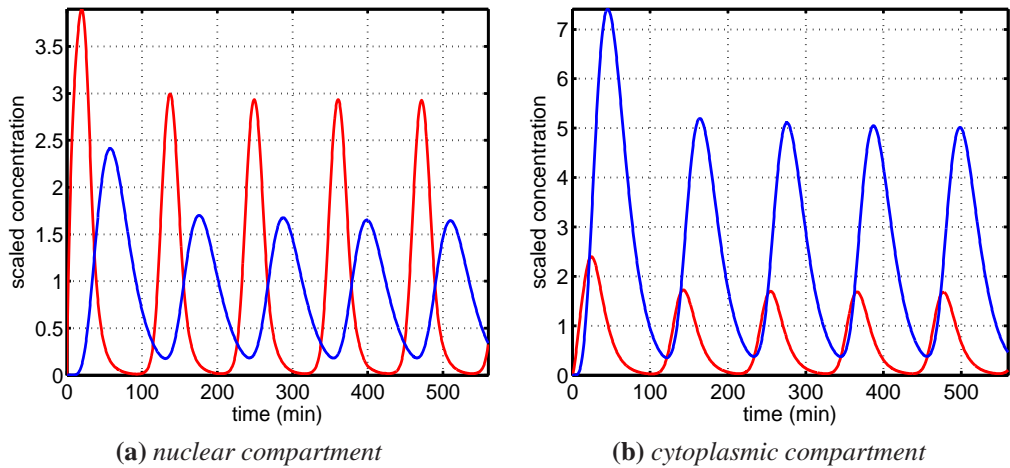 3.5
3
2.5
2
1.5
1
0.5
0
scaled concentration
0 100 200 300 400 500
time (min)
(a) nuclear compartment
7
6
5
4
3
2
1
0
scaled concentration
0 100 200 300 400 500
time (min)
(b) cytoplasmic compartment